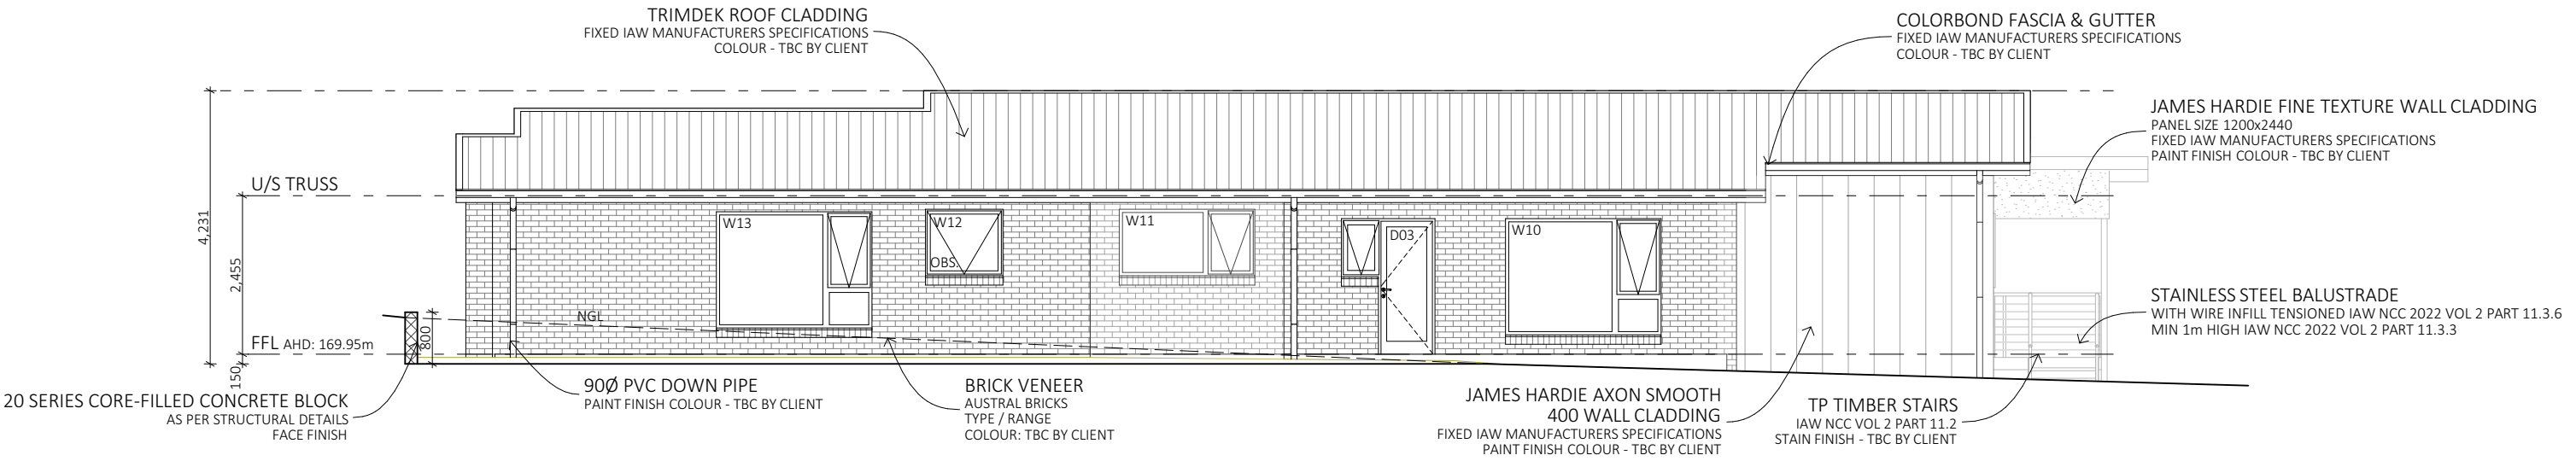 TRIMDEK ROOF CLADDING
FIXED IAW MANUFACTURERS SPECIFICATIONS
COLOUR - TBC BY CLIENT
COLORBOND FASCIA & GUTTER
FIXED IAW MANUFACTURERS SPECIFICATIONS
COLOUR - TBC BY CLIENT
JAMES HARDIE FINE TEXTURE WALL CLADDING
PANEL SIZE 1200x2440
FIXED IAW MANUFACTURERS SPECIFICATIONS
PAINT FINISH COLOUR - TBC BY CLIENT
U/S TRUSS
4,231
2,455
W13
W12
OBS.
W11
D03
W10
NGL
800
FFL AHD: 169.95m
150
STAINLESS STEEL BALUSTRADE
WITH WIRE INFILL TENSIONED IAW NCC 2022 VOL 2 PART 11.3.6
MIN 1m HIGH IAW NCC 2022 VOL 2 PART 11.3.3
20 SERIES CORE-FILLED CONCRETE BLOCK
AS PER STRUCTURAL DETAILS
FACE FINISH
90Ø PVC DOWN PIPE
PAINT FINISH COLOUR - TBC BY CLIENT
BRICK VENEER
AUSTRAL BRICKS
TYPE / RANGE
COLOUR: TBC BY CLIENT
JAMES HARDIE AXON SMOOTH
400 WALL CLADDING
FIXED IAW MANUFACTURERS SPECIFICATIONS
PAINT FINISH COLOUR - TBC BY CLIENT
TP TIMBER STAIRS
IAW NCC VOL 2 PART 11.2
STAIN FINISH - TBC BY CLIENT